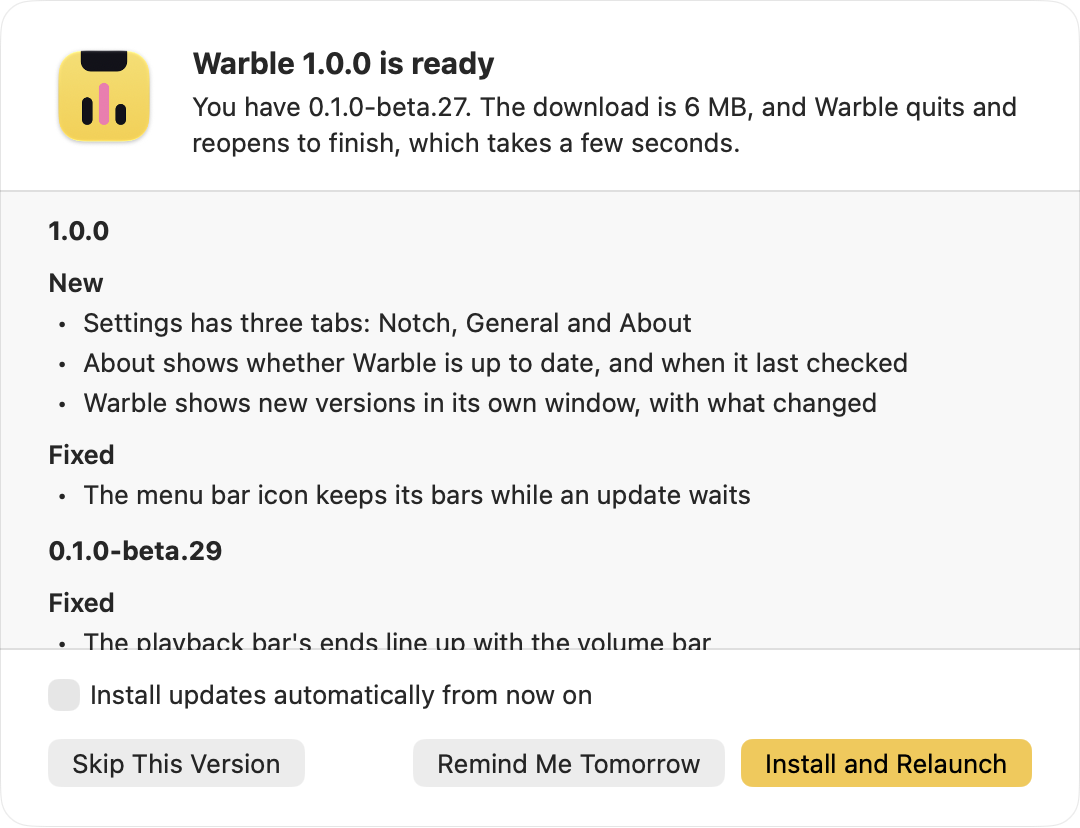 Warble 1.0.0 is ready
You have 0.1.0-beta.27. The download is 6 MB, and Warble quits and
reopens to finish, which takes a few seconds.
1.0.0
New
• Settings has three tabs: Notch, General and About
• About shows whether Warble is up to date, and when it last checked
• Warble shows new versions in its own window, with what changed
Fixed
• The menu bar icon keeps its bars while an update waits
0.1.0-beta.29
Fixed
• The playback bar's ends line up with the volume bar
Install updates automatically from now on
Skip This Version
Remind Me Tomorrow
Install and Relaunch